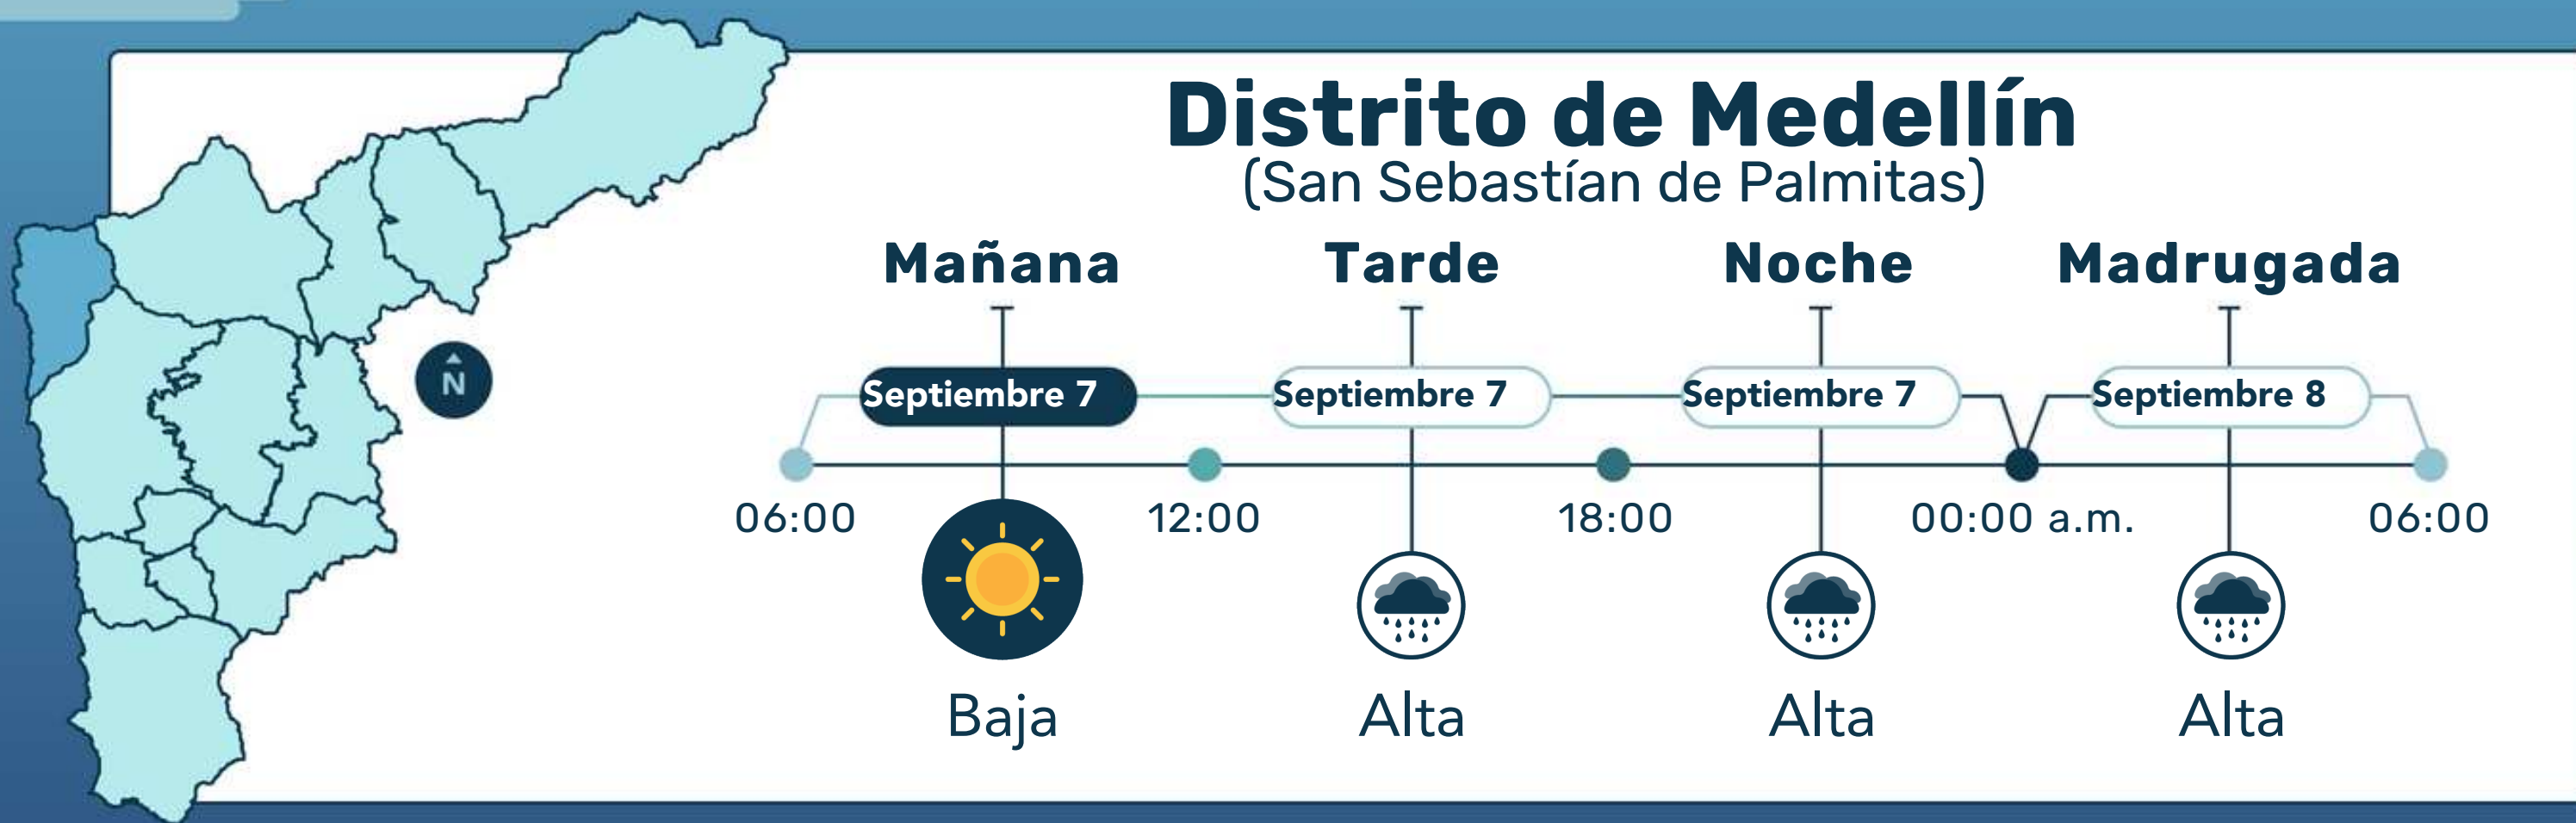 Distrito de Medellín
(San Sebastían de Palmitas)
Mañana Tarde Noche Madrugada
N
Septiembre 7 Septiembre 7 Septiembre 7 Septiembre 8
06:00 12:00 18:00 00:00 a.m. 06:00
Baja Alta Alta Alta